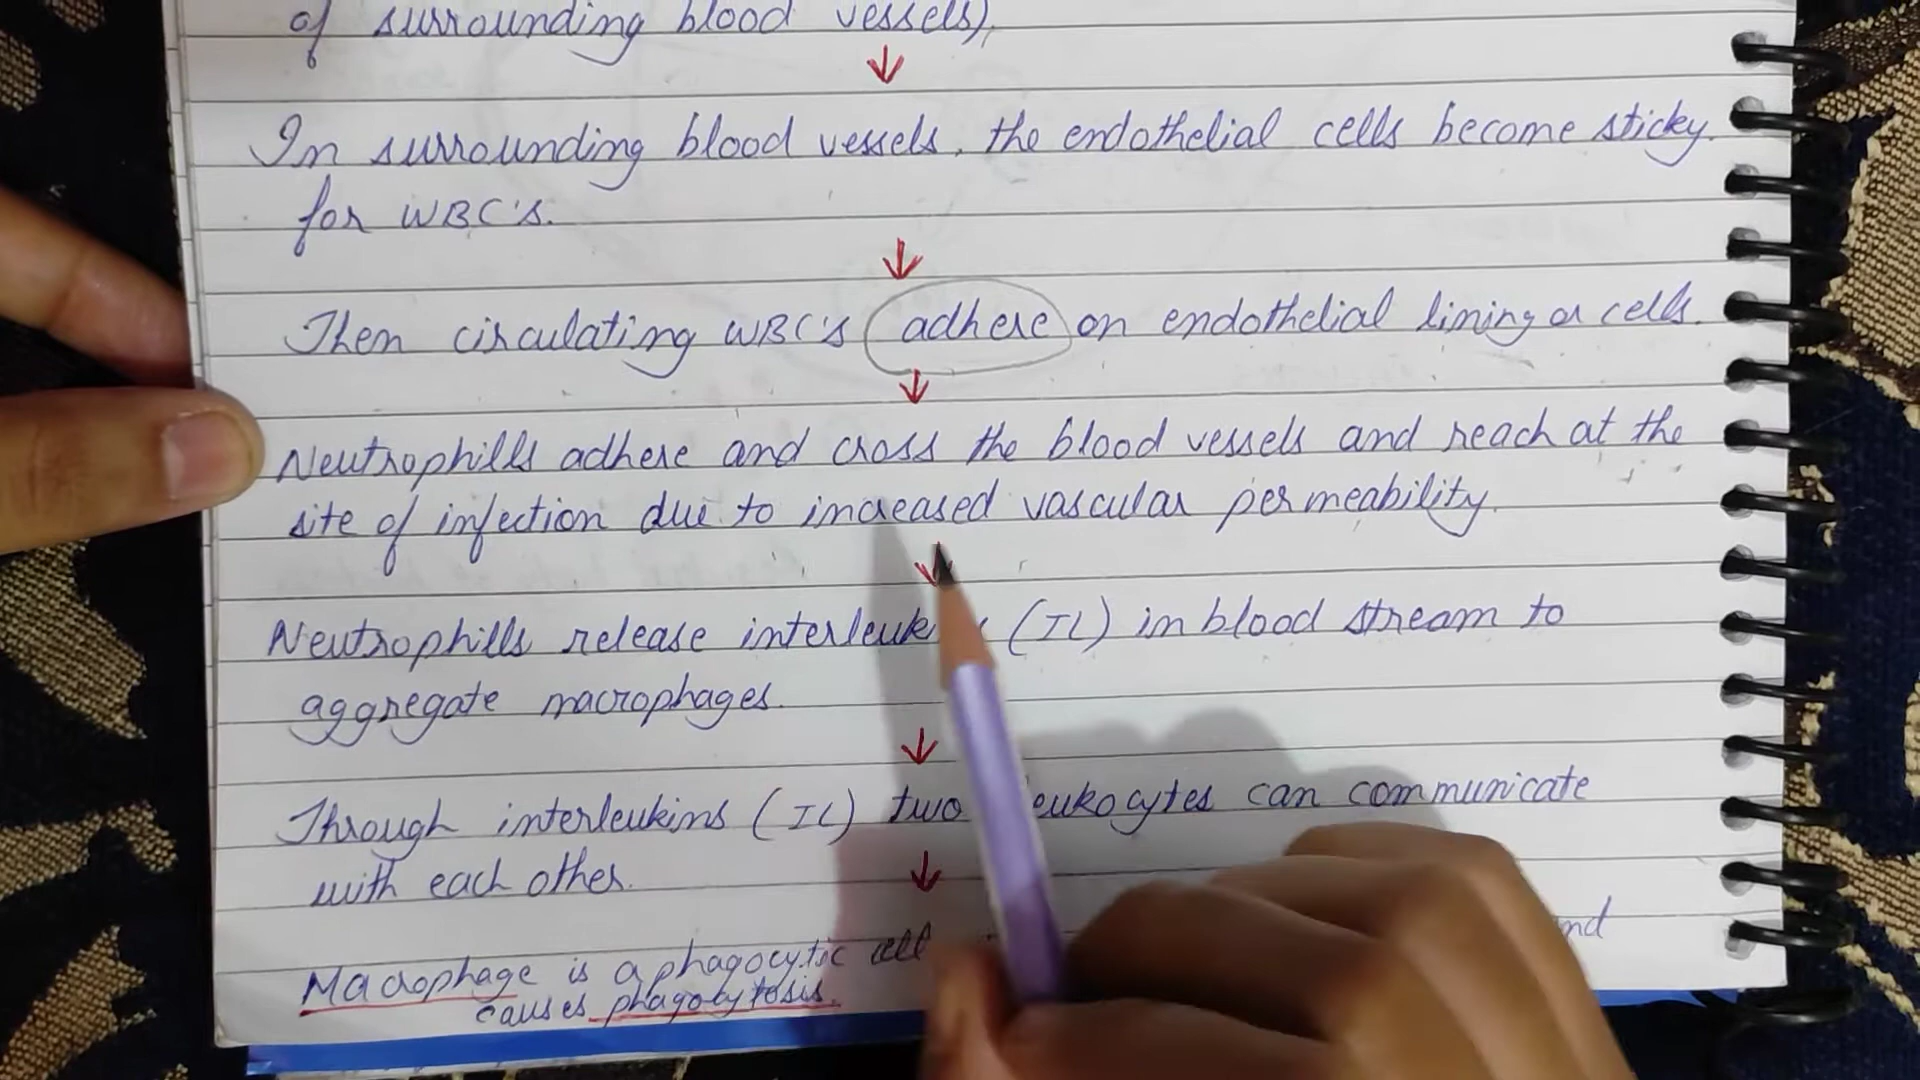 of surrounding blood vessels).
In surrounding blood vessels, the endothelial cells become sticky
for WBC's.
Then circulating WBC's adhere on endothelial lining or cells.
Neutrophills adhere and cross the blood vessels and reach at the
site of infection due to increased vascular permeability.
Neutrophills release (IL) in blood stream to
aggregate macrophages.
Through interleukins (IL) two leukocytes can communicate
with each other.
Macrophage is a phagocytic cell
causes phagocytosis.